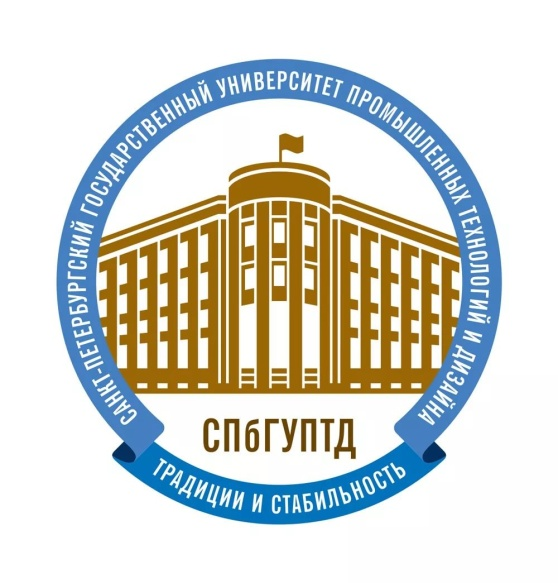 САНКТ-ПЕТЕРБУРГСКИЙ ГОСУДАРСТВЕННЫЙ УНИВЕРСИТЕТ ПРОМЫШЛЕННЫХ ТЕХНОЛОГИЙ И ДИЗАЙНА
СПбГУПТД
ТРАДИЦИИ И СТАБИЛЬНОСТЬ